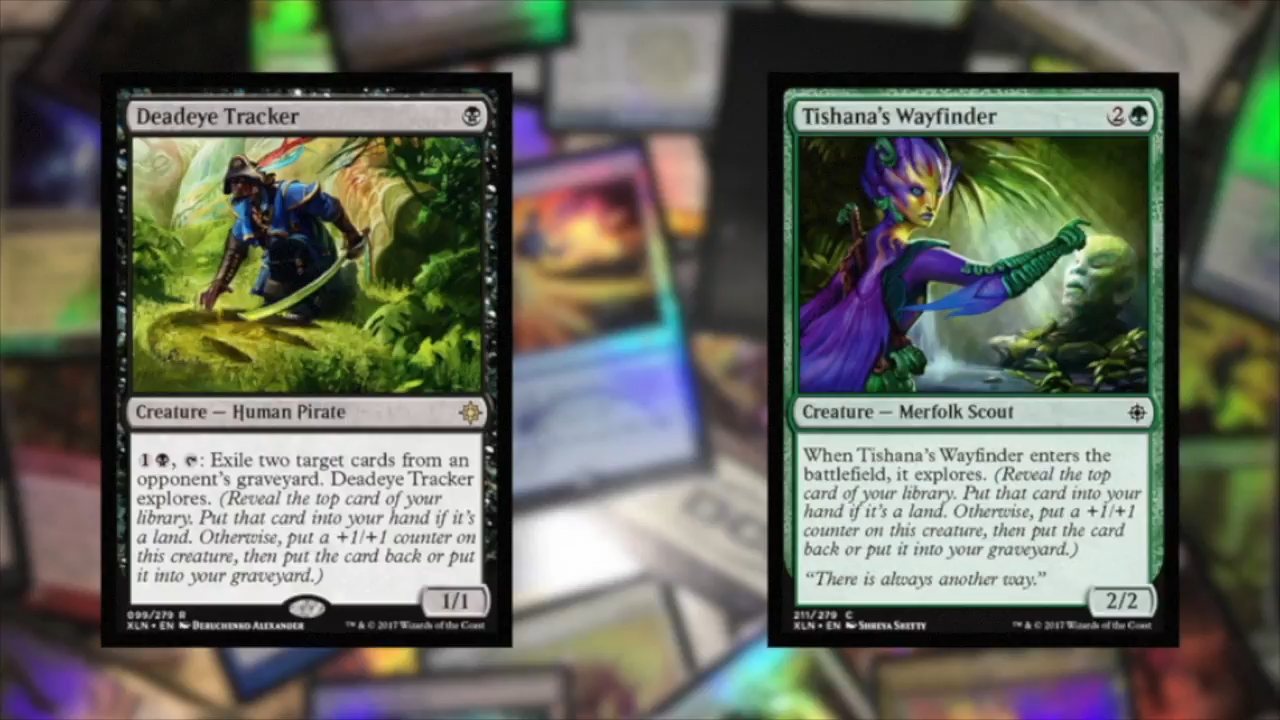 Deadeye Tracker
Creature — Human Pirate
1, : Exile two target cards from an
opponent's graveyard. Deadeye Tracker
explores. (Reveal the top card of your
library. Put that card into your hand if it's
a land. Otherwise, put a +1/+1 counter on
this creature, then put the card back or put
it into your graveyard.)
1/1
099/279 R
XLN • EN Deruchenko Alexander
™ & © 2017 Wizards of the Coast
Tishana's Wayfinder 2
Creature — Merfolk Scout
When Tishana's Wayfinder enters the
battlefield, it explores. (Reveal the top
card of your library. Put that card into your
hand if it's a land. Otherwise, put a +1/+1
counter on this creature, then put the card
back or put it into your graveyard.)
"There is always another way."
2/2
211/279 C
XLN • EN Shreya Shetty
™ & © 2017 Wizards of the Coast